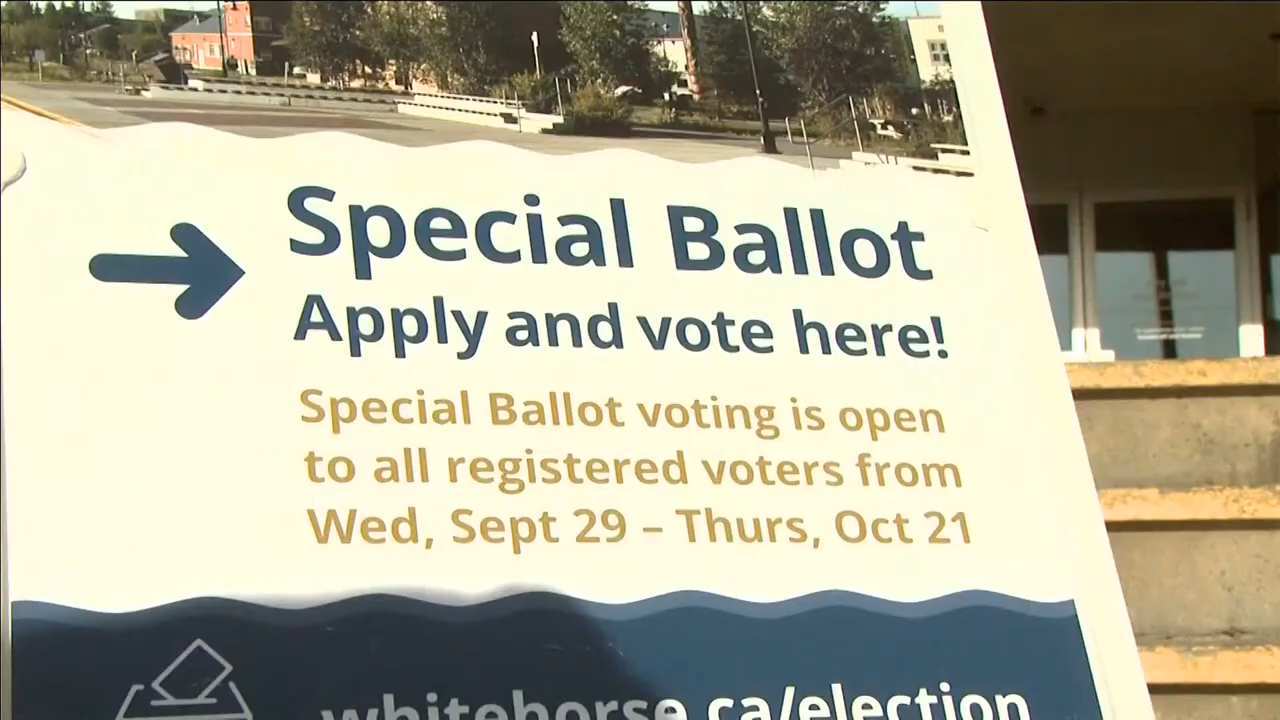 Special Ballot
Apply and vote here!
Special Ballot voting is open
to all registered voters from
Wed, Sept 29 – Thurs, Oct 21
whitehorse.ca/election